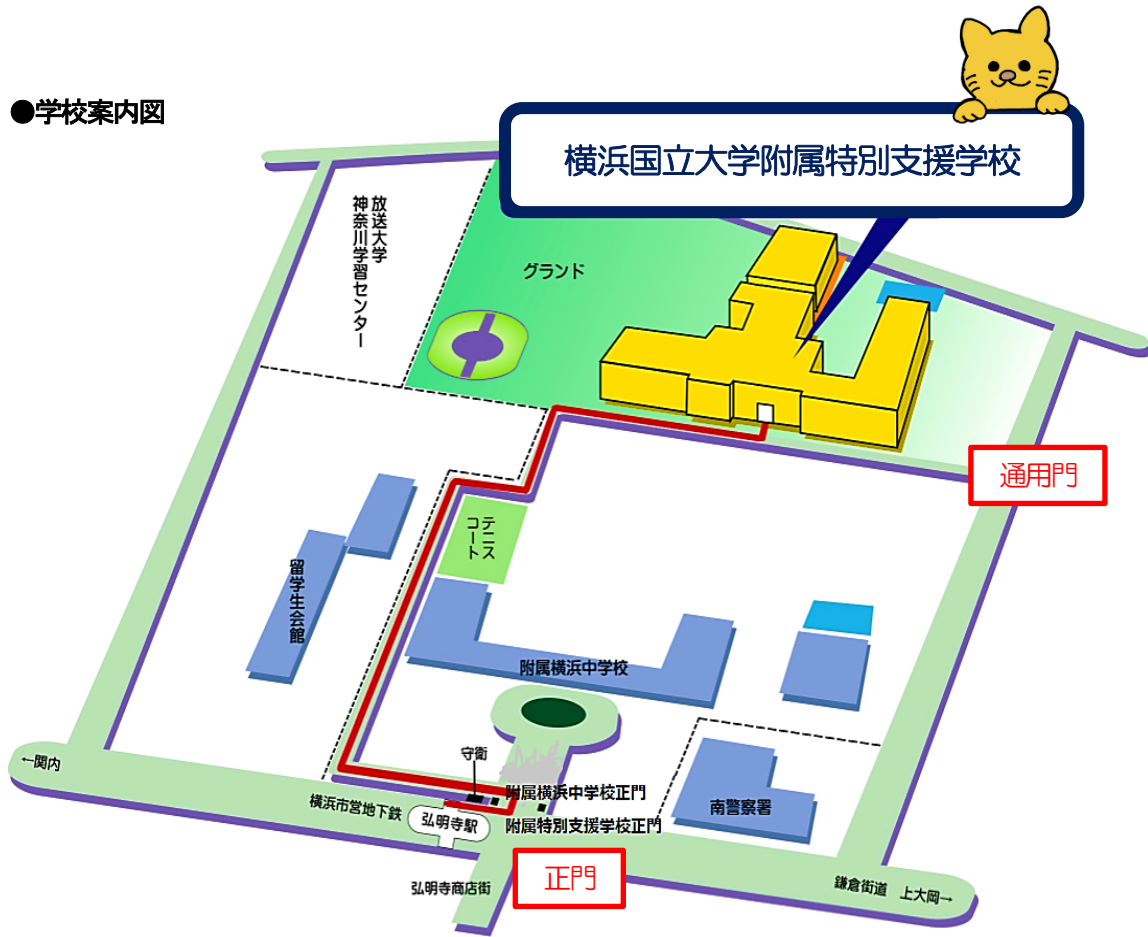 ●学校案内図
横浜国立大学附属特別支援学校
放送大学
神奈川学習センター
グランド
通用門
テニス
コート
留学生会館
附属横浜中学校
←関内
守衛
附属横浜中学校正門
横浜市営地下鉄
弘明寺駅
附属特別支援学校正門
南警察署
正門
弘明寺商店街
鎌倉街道 上大岡→